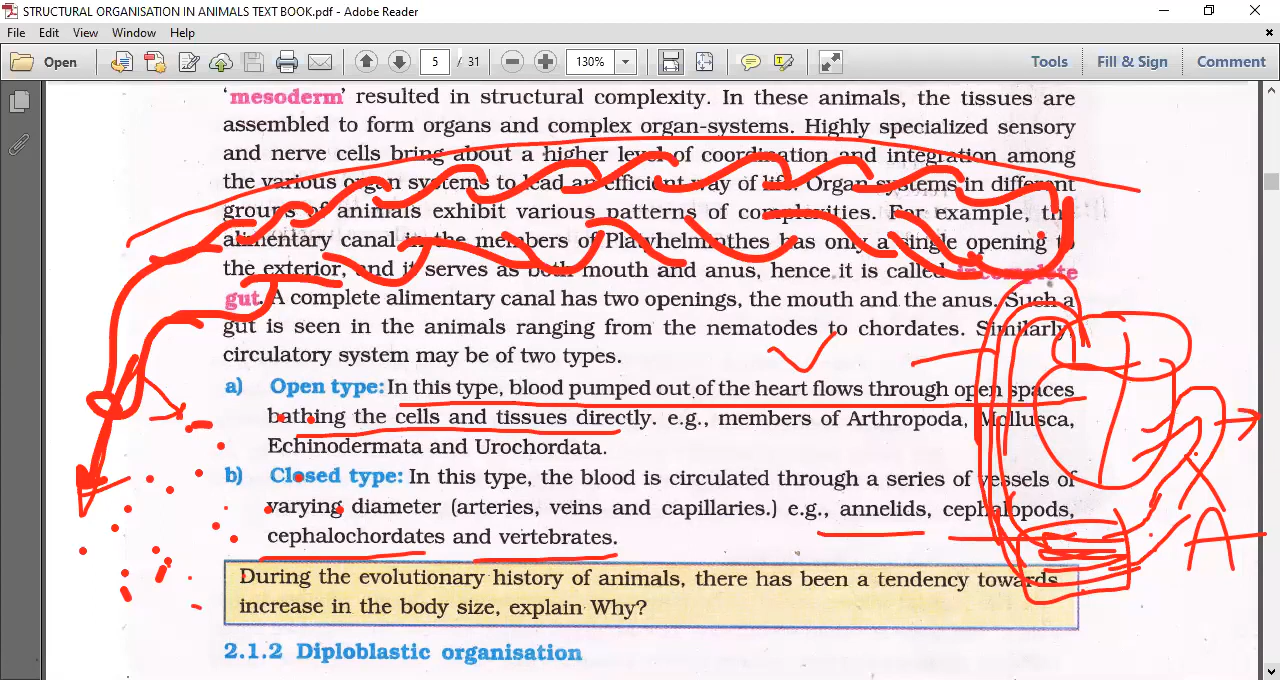 STRUCTURAL ORGANISATION IN ANIMALS TEXT BOOK.pdf - Adobe Reader
File Edit View Window Help
Open 5 / 31 130% Tools Fill & Sign Comment
'mesoderm' resulted in structural complexity. In these animals, the tissues are
assembled to form organs and complex organ-systems. Highly specialized sensory
and nerve cells bring about a higher level of coordination and integration among
the various organ systems to lead an efficient way of life. Organ systems in different
groups of animals exhibit various patterns of complexities. For example, the
alimentary canal in the members of Platyhelminthes has only a single opening to
the exterior, and it serves as both mouth and anus, hence it is called incomplete
gut. A complete alimentary canal has two openings, the mouth and the anus. Such a
gut is seen in the animals ranging from the nematodes to chordates. Similarly,
circulatory system may be of two types.
a) Open type: In this type, blood pumped out of the heart flows through open spaces
bathing the cells and tissues directly. e.g., members of Arthropoda, Mollusca,
Echinodermata and Urochordata.
b) Closed type: In this type, the blood is circulated through a series of vessels of
varying diameter (arteries, veins and capillaries.) e.g., annelids, cephalopods,
cephalochordates and vertebrates.
During the evolutionary history of animals, there has been a tendency towards
increase in the body size, explain Why?
2.1.2 Diploblastic organisation